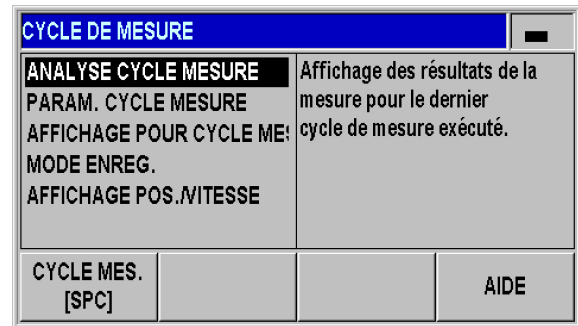 CYCLE DE MESURE
ANALYSE CYCLE MESURE
PARAM. CYCLE MESURE
AFFICHAGE POUR CYCLE MES
MODE ENREG.
AFFICHAGE POS./VITESSE
Affichage des résultats de la
mesure pour le dernier
cycle de mesure exécuté.
CYCLE MES.
[SPC]
AIDE